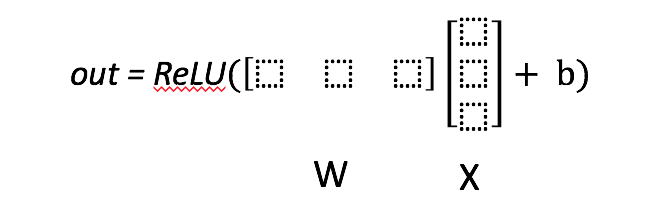 out = ReLU([⬚ ⬚ ⬚] [⬚ ⬚ ⬚] + b)
W X